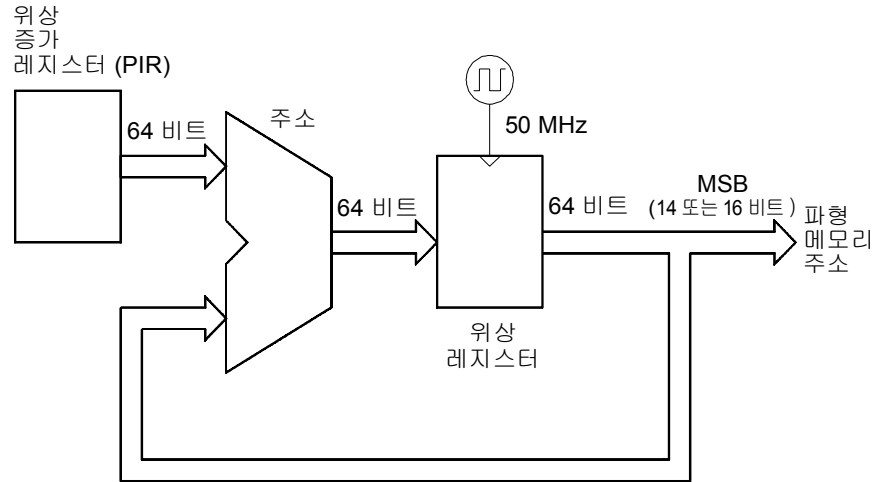 위상
증가
레지스터 (PIR)
64 비트
주소
50 MHz
64 비트
64 비트
MSB
(14 또는 16 비트 )
파형
메모리
주소
위상
레지스터